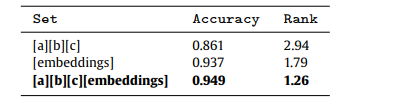 Set Accuracy Rank
[a][b][c] 0.861 2.94
[embeddings] 0.937 1.79
[a][b][c][embeddings] 0.949 1.26